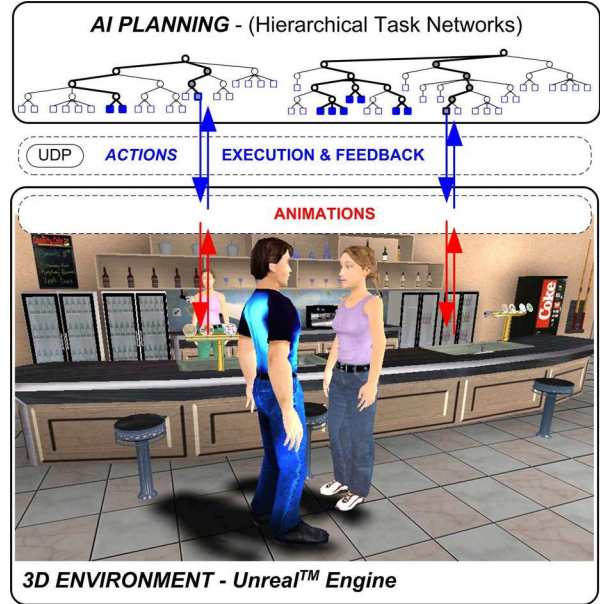 AI PLANNING - (Hierarchical Task Networks)
UDP ACTIONS EXECUTION & FEEDBACK
ANIMATIONS
Coke
3D ENVIRONMENT - Unreal™ Engine